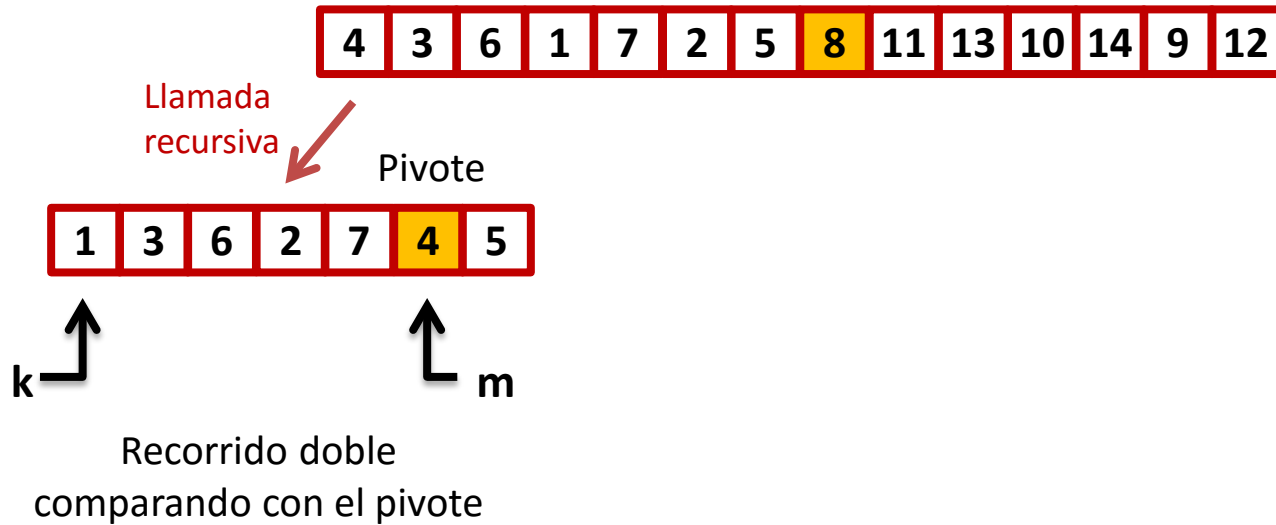 4 3 6 1 7 2 5 8 11 13 10 14 9 12
Llamada
recursiva
Pivote
1 3 6 2 7 4 5
k m
Recorrido doble
comparando con el pivote